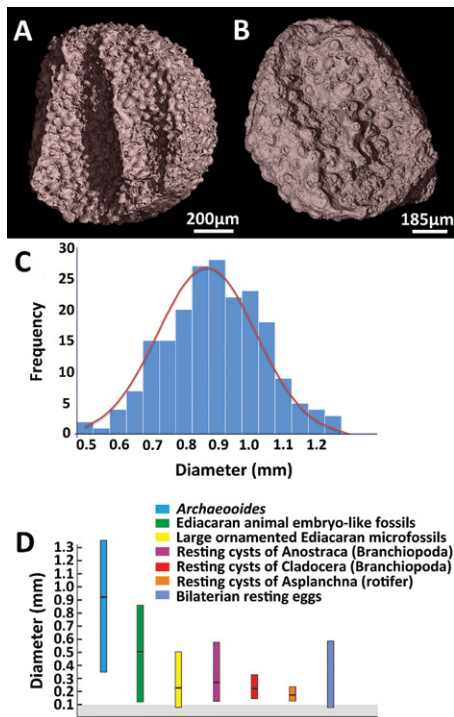 A
B
200µm
185µm
C
30
25
20
15
10
5
0
Frequency
0.5 0.6 0.7 0.8 0.9 1.0 1.1 1.2
Diameter (mm)
Archaeooides
Ediacaran animal embryo-like fossils
Large ornamented Ediacaran microfossils
Resting cysts of Anostraca (Branchiopoda)
Resting cysts of Cladocera (Branchiopoda)
Resting cysts of Asplanchna (rotifer)
Bilaterian resting eggs
D
1.3
1.2
1.1
1.0
0.9
0.8
0.7
0.6
0.5
0.4
0.3
0.2
0.1
Diameter (mm)